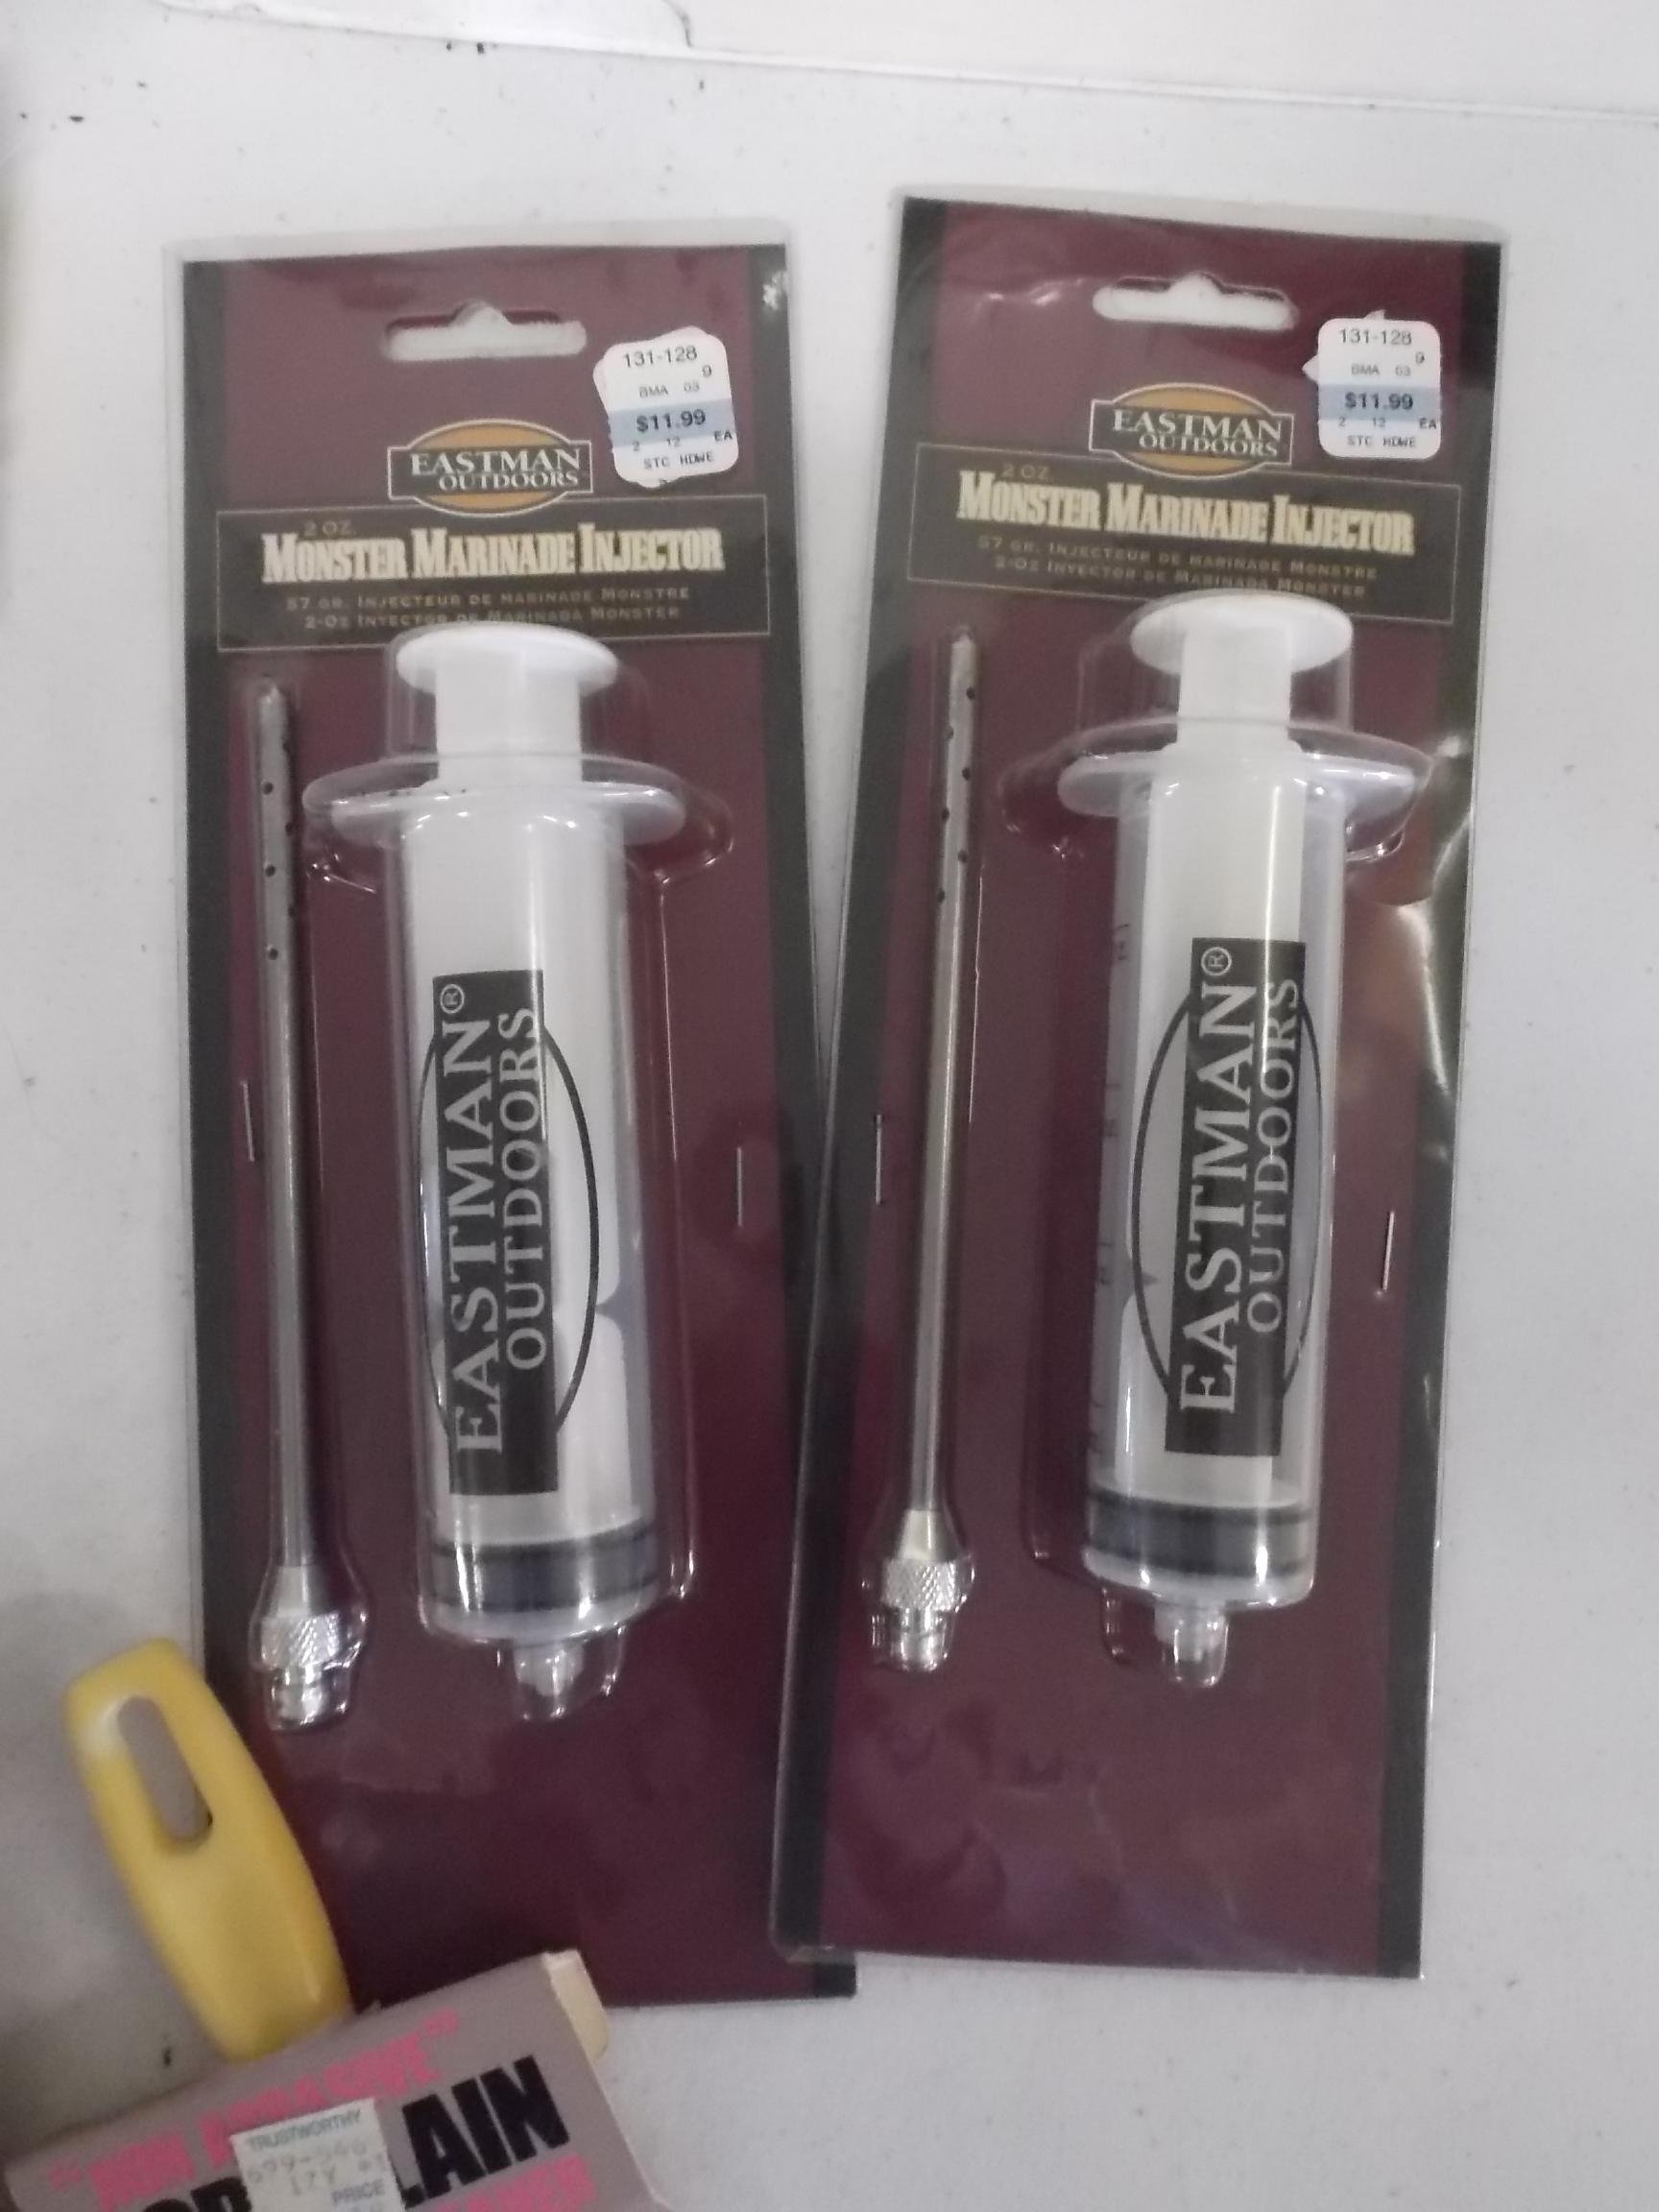 131-128
9
BMA 03
$11.99
2 12 EA
STC HDWE
EASTMAN
OUTDOORS
2 OZ.
MONSTER MARINADE INJECTOR
57 GR. INJECTEUR DE MARINADE MONSTRE
2-OZ INYECTOR DE MARINADA MONSTER
EASTMAN®
OUTDOORS
131-128
9
BMA 03
$11.99
2 12 EA
STC HDWE
EASTMAN
OUTDOORS
2 OZ.
MONSTER MARINADE INJECTOR
57 GR. INJECTEUR DE MARINADE MONSTRE
2-OZ INYECTOR DE MARINADA MONSTER
EASTMAN®
OUTDOORS
"NON ABRASIVE"
LAIN
TRUSTWORTHY
PRICE